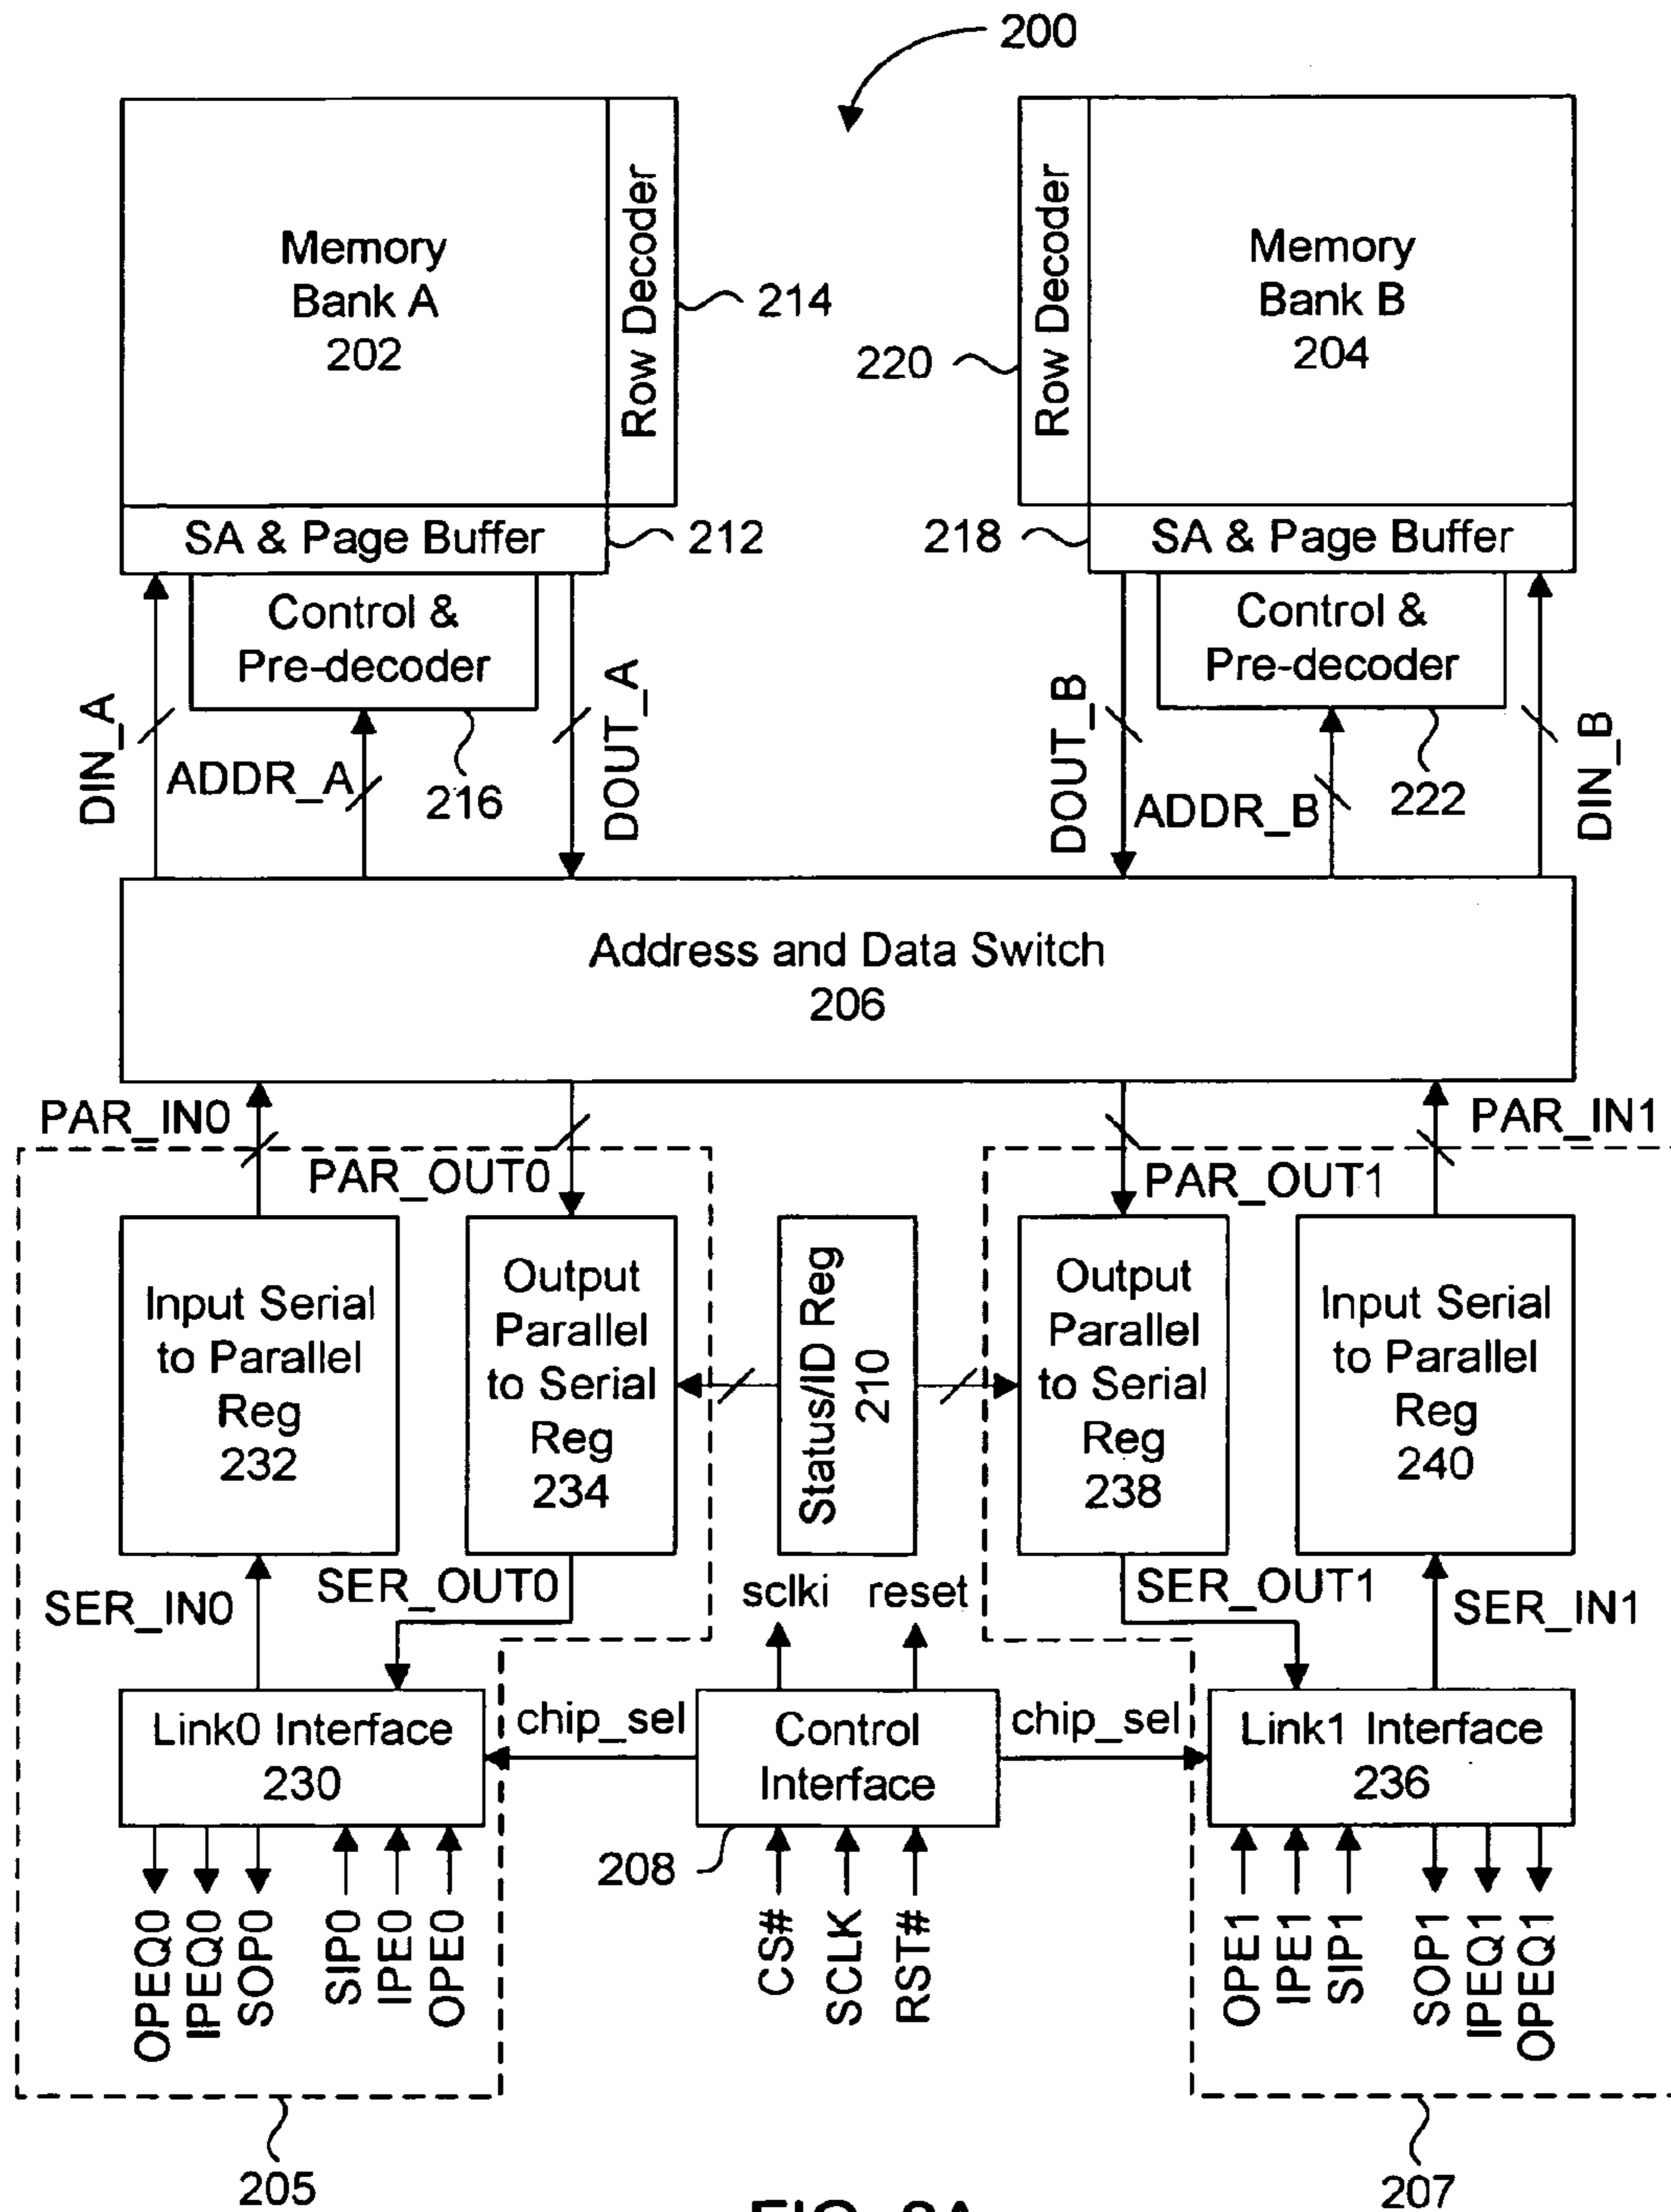 200
Memory
Bank A
202
Row Decoder
214
Row Decoder
220
Memory
Bank B
204
SA & Page Buffer
212
218
SA & Page Buffer
Control &
Pre-decoder
216
Control &
Pre-decoder
222
DIN_A
ADDR_A
DOUT_A
DOUT_B
ADDR_B
DIN_B
Address and Data Switch
206
PAR_IN0
PAR_OUT0
PAR_OUT1
PAR_IN1
Input Serial
to Parallel
Reg
232
Output
Parallel
to Serial
Reg
234
Status/ID Reg
210
Output
Parallel
to Serial
Reg
238
Input Serial
to Parallel
Reg
240
SER_IN0
SER_OUT0
sclki
reset
SER_OUT1
SER_IN1
Link0 Interface
230
chip_sel
Control
Interface
208
chip_sel
Link1 Interface
236
OPEQ0
IPEQ0
SOP0
SIP0
IPE0
OPE0
CS#
SCLK
RST#
OPE1
IPE1
SIP1
SOP1
IPEQ1
OPEQ1
205
207